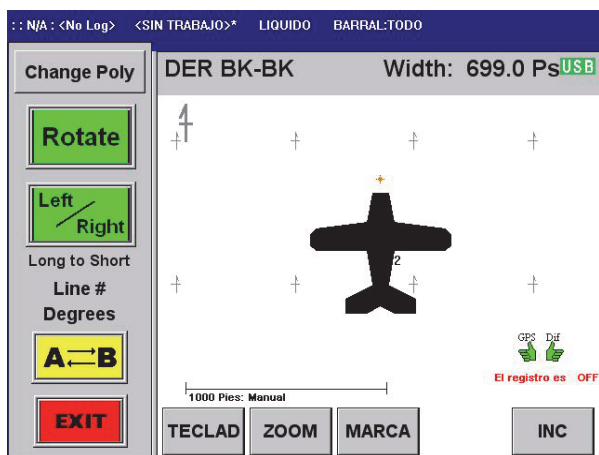 : : N/A : <No Log> <SIN TRABAJO>* LIQUIDO BARRAL:TODO
Change Poly
DER BK-BK Width: 699.0 Ps USB
Rotate
Left / Right
Long to Short
Line #
Degrees
A B
EXIT
2
GPS Dif
El registro es OFF
1000 Pies: Manual
TECLAD ZOOM MARCA INC